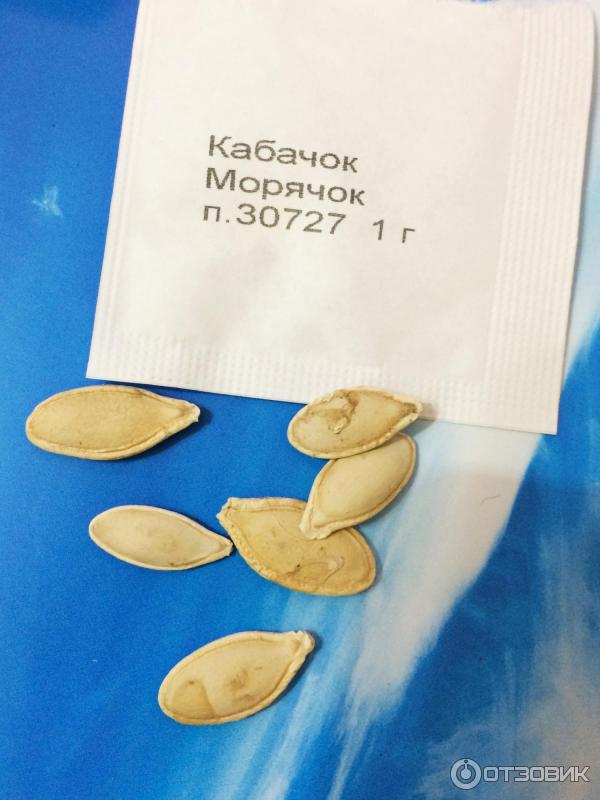 Кабачок
Морячок
п.30727 1 г
ОТЗОВИК